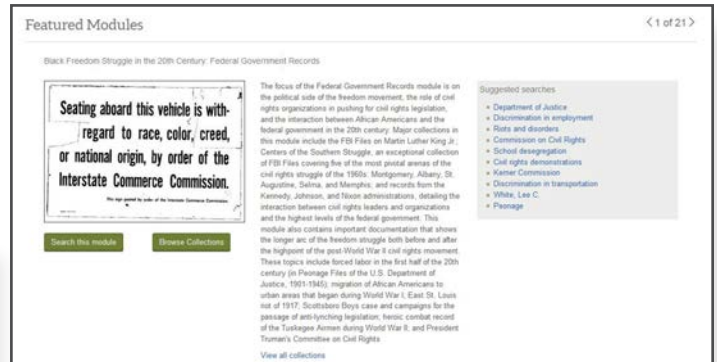 Featured Modules
< 1 of 21 >
Black Freedom Struggle in the 20th Century: Federal Government Records
Seating aboard this vehicle is with-
regard to race, color, creed,
or national origin, by order of the
Interstate Commerce Commission.
This sign posted by order of the Interstate Commerce Commission.
Search this module
Browse Collections
The focus of the Federal Government Records module is on
the political side of the freedom movement, the role of civil
rights organizations in pushing for civil rights legislation,
and the interaction between African Americans and the
federal government in the 20th century. Major collections in
this module include the FBI Files on Martin Luther King Jr.;
Centers of the Southern Struggle, an exceptional collection
of FBI Files covering five of the most pivotal arenas of the
civil rights struggle of the 1960s: Montgomery, Albany, St.
Augustine, Selma, and Memphis; and records from the
Kennedy, Johnson, and Nixon administrations, detailing the
interaction between civil rights leaders and organizations
and the highest levels of the federal government. This
module also contains important documentation that shows
the longer arc of the freedom struggle both before and after
the highpoint of the post-World War II civil rights movement.
These topics include forced labor in the first half of the 20th
century (in Peonage Files of the U.S. Department of
Justice, 1901-1945); migration of African Americans to
urban areas that began during World War I; East St. Louis
riot of 1917; Scottsboro Boys case and campaigns for the
passage of anti-lynching legislation; heroic combat record
of the Tuskegee Airmen during World War II; and President
Truman's Committee on Civil Rights.
View all collections
Suggested searches
Department of Justice
Discrimination in employment
Riots and disorders
Commission on Civil Rights
School desegregation
Civil rights demonstrations
Kerner Commission
Discrimination in transportation
White, Lee C.
Peonage